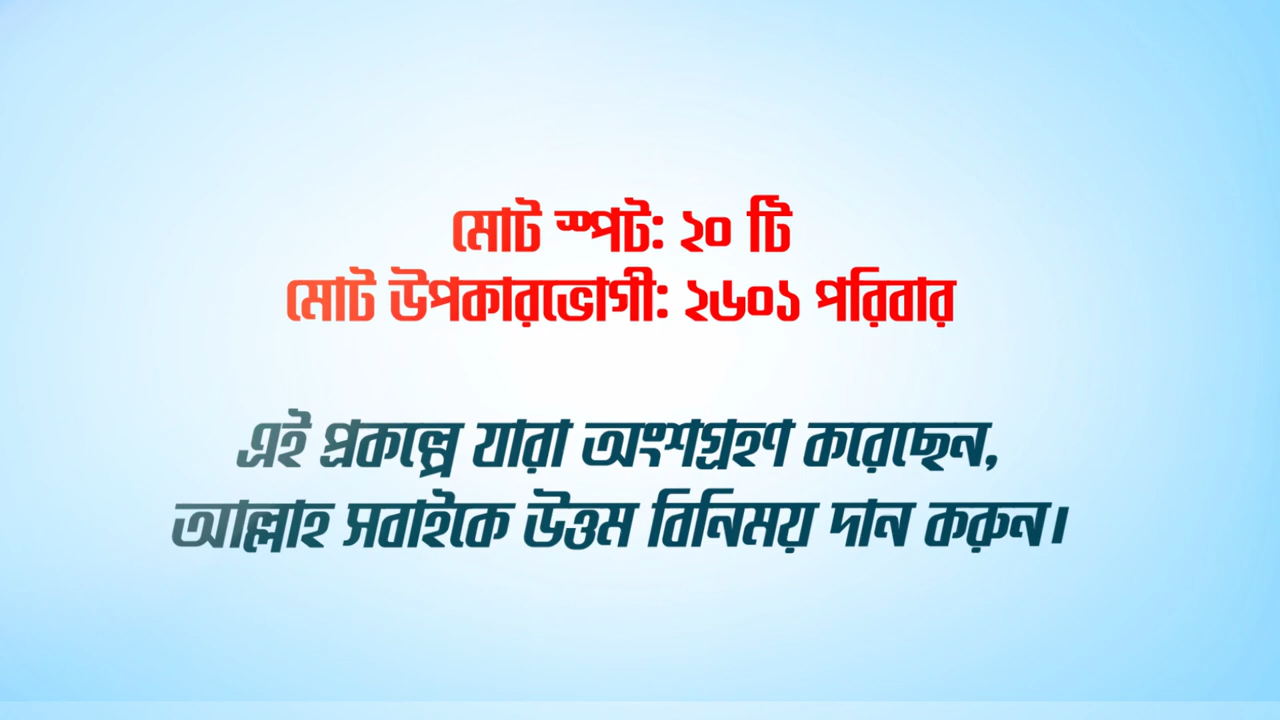 মোট স্পট: ২০ টি
মোট উপকারভোগী: ২৬০১ পরিবার
এই প্রকল্পে যারা অংশগ্রহণ করেছেন,
আল্লাহ সবাইকে উত্তম বিনিময় দান করুন।